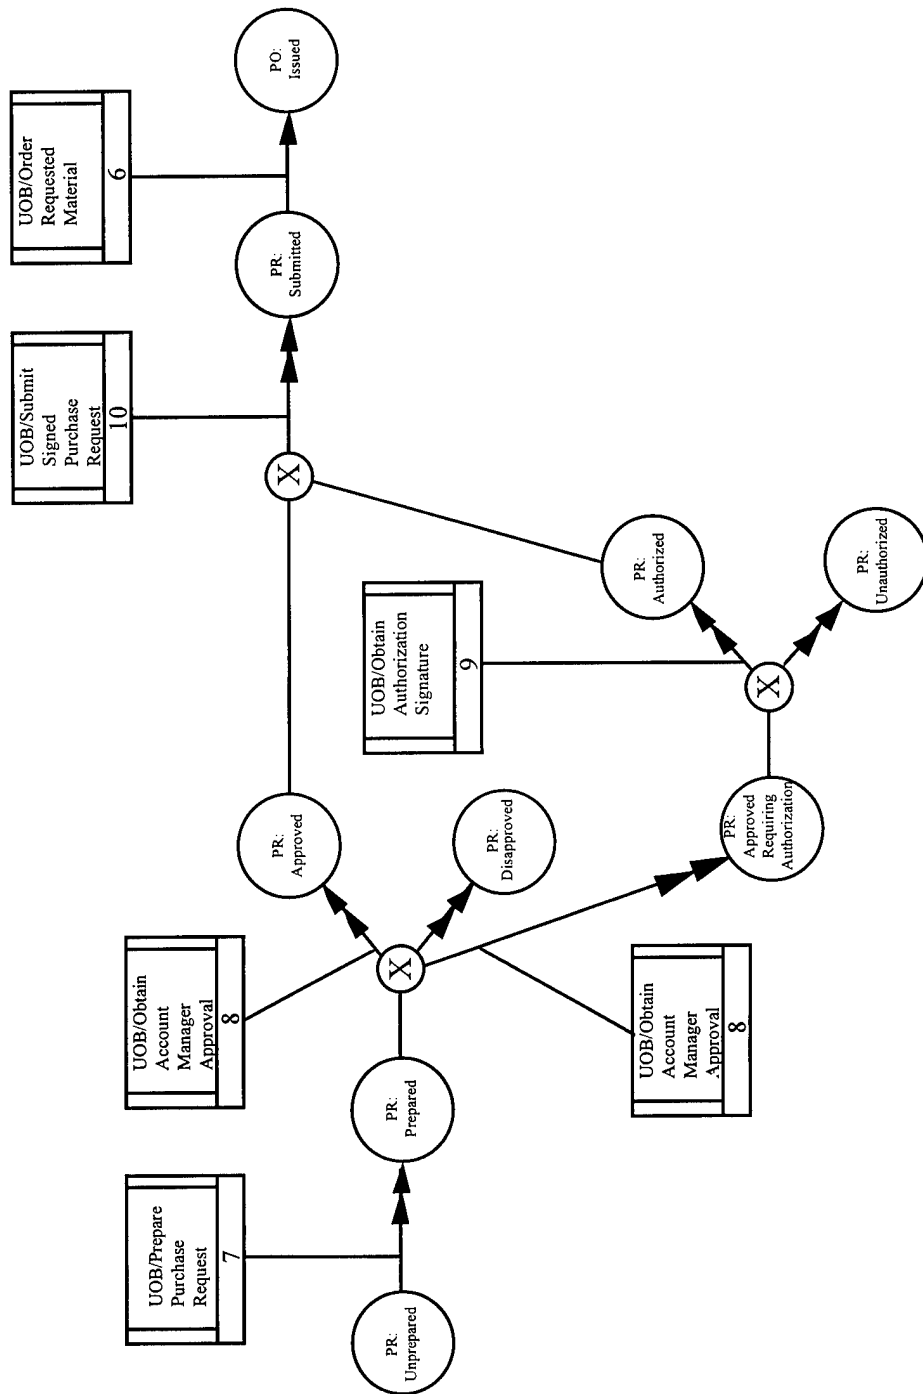 UOB/Prepare
Purchase
Request
7
PR:
Unprepared
PR:
Prepared
UOB/Obtain
Account
Manager
Approval
8
X
UOB/Obtain
Account
Manager
Approval
8
PR:
Approved
PR:
Disapproved
PR:
Approved
Requiring
Authorization
UOB/Obtain
Authorization
Signature
9
X
PR:
Authorized
PR:
Unauthorized
X
UOB/Submit
Signed
Purchase
Request
10
PR:
Submitted
UOB/Order
Requested
Material
6
PO:
Issued